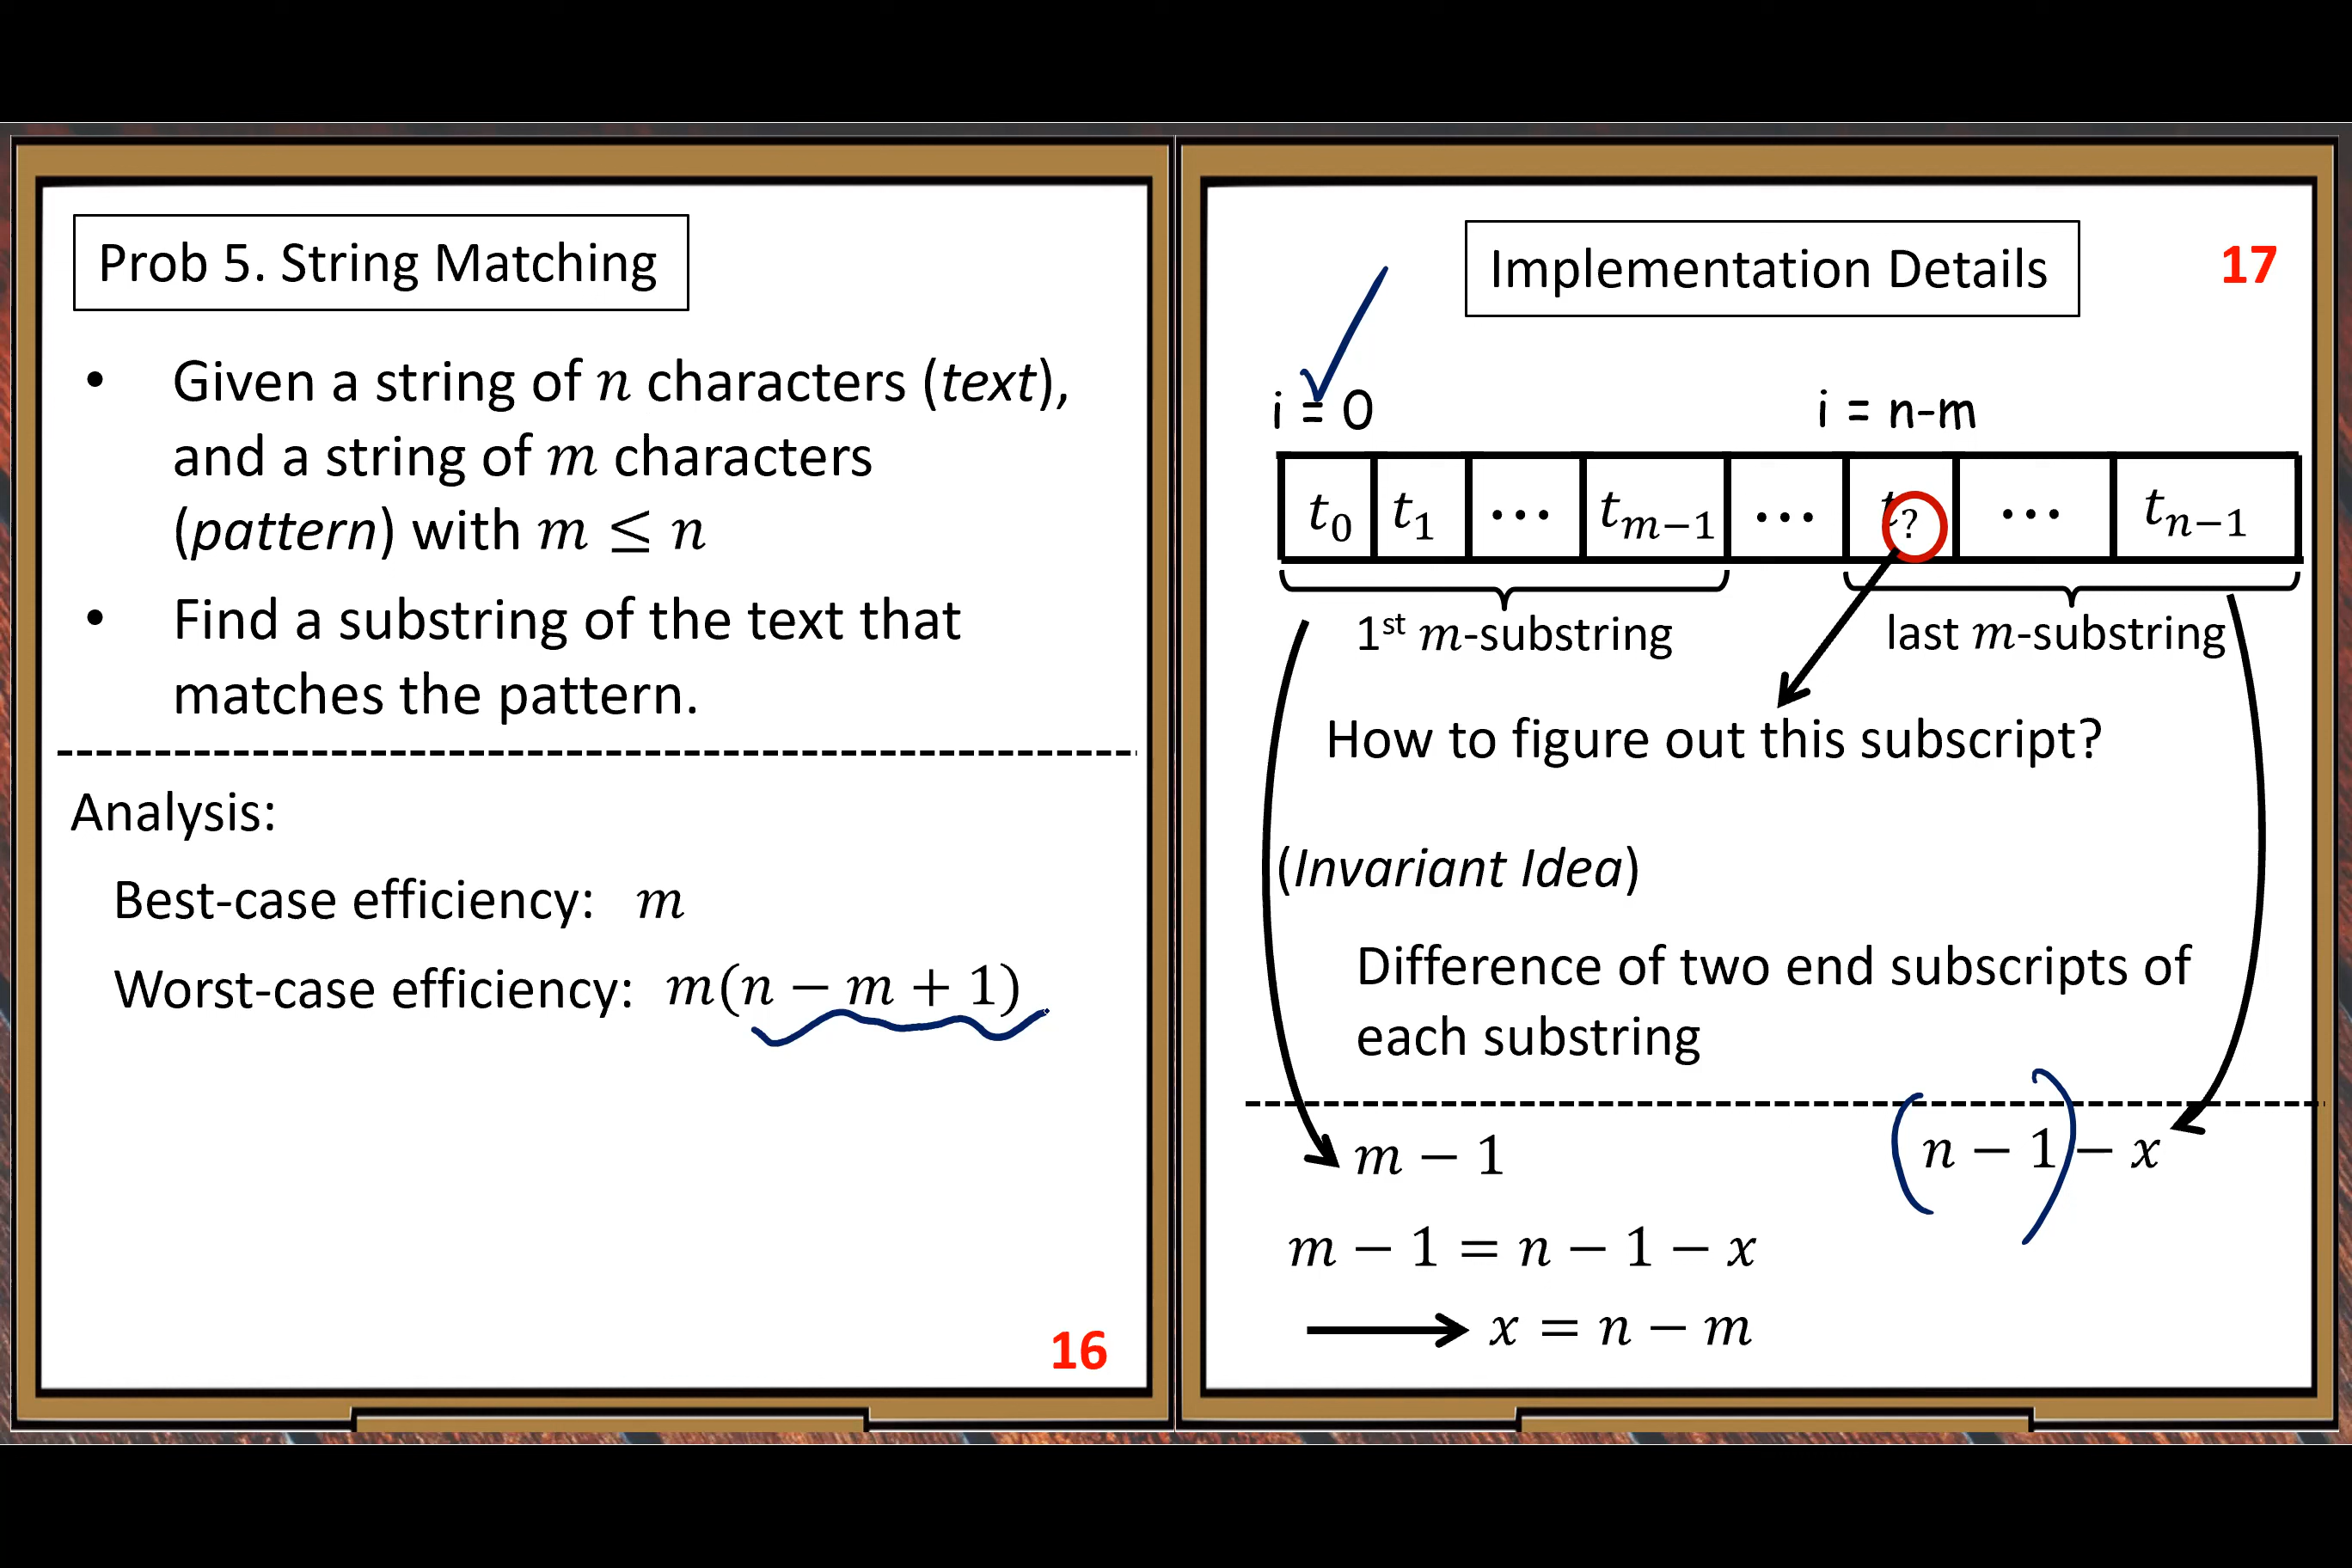 Prob 5. String Matching
• Given a string of n characters (text),
and a string of m characters
(pattern) with m ≤ n
• Find a substring of the text that
matches the pattern.
Analysis:
Best-case efficiency: m
Worst-case efficiency: m(n − m + 1)
16
Implementation Details
17
i = 0 i = n-m
t₀ t₁ ⋯ tₘ₋₁ ⋯ t? ⋯ tₙ₋₁
1st m-substring last m-substring
How to figure out this subscript?
(Invariant Idea)
Difference of two end subscripts of
each substring
m − 1 (n − 1) − x
m − 1 = n − 1 − x
x = n − m